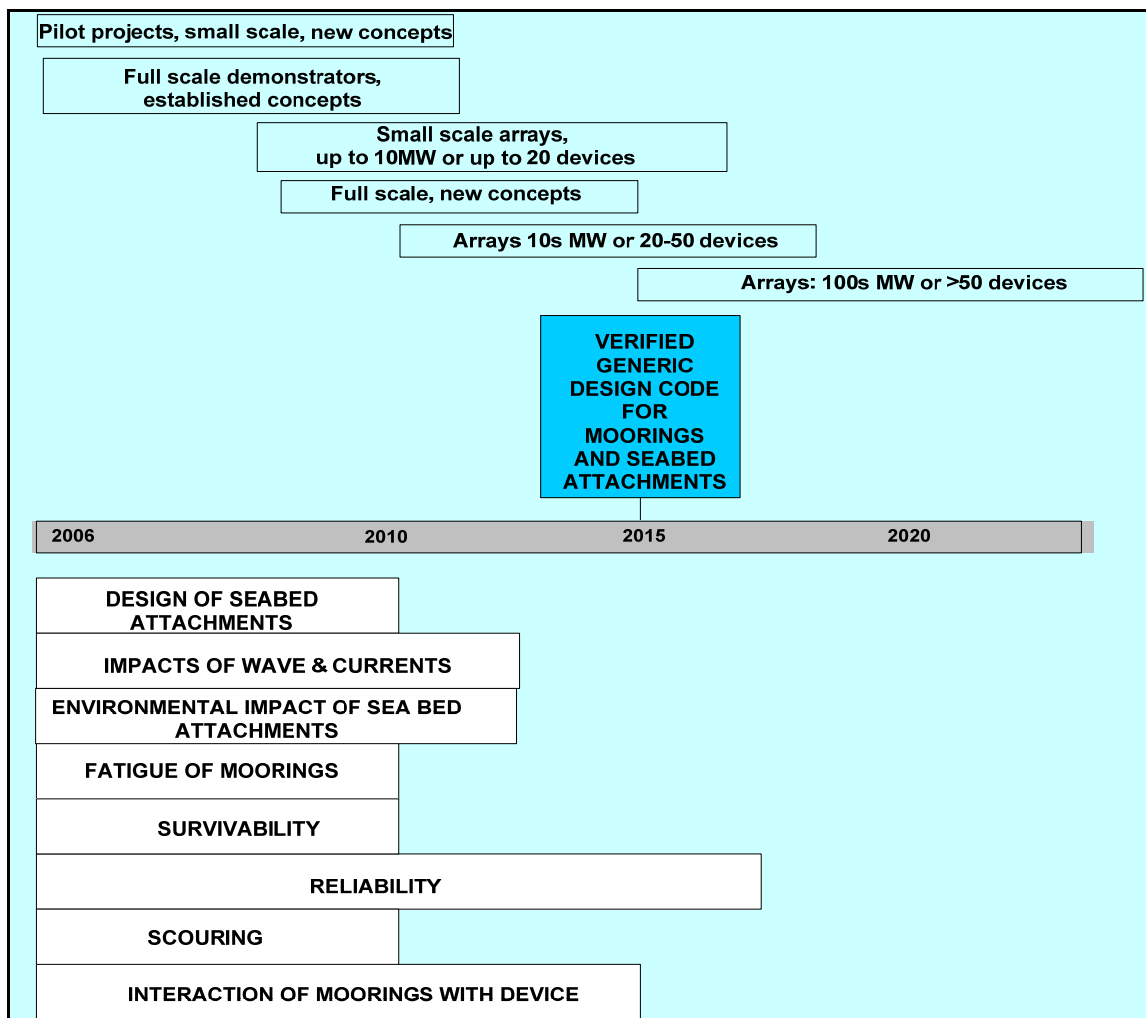 Pilot projects, small scale, new concepts
Full scale demonstrators,
established concepts
Small scale arrays,
up to 10MW or up to 20 devices
Full scale, new concepts
Arrays 10s MW or 20-50 devices
Arrays: 100s MW or >50 devices
VERIFIED
GENERIC
DESIGN CODE
FOR
MOORINGS
AND SEABED
ATTACHMENTS
2006 2010 2015 2020
DESIGN OF SEABED
ATTACHMENTS
IMPACTS OF WAVE & CURRENTS
ENVIRONMENTAL IMPACT OF SEA BED
ATTACHMENTS
FATIGUE OF MOORINGS
SURVIVABILITY
RELIABILITY
SCOURING
INTERACTION OF MOORINGS WITH DEVICE